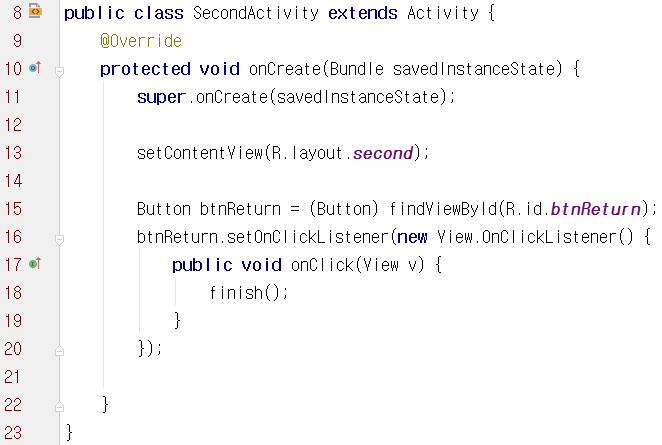 8 public class SecondActivity extends Activity {
9 @Override
10 protected void onCreate(Bundle savedInstanceState) {
11 super.onCreate(savedInstanceState);
12
13 setContentView(R.layout.second);
14
15 Button btnReturn = (Button) findViewById(R.id.btnReturn);
16 btnReturn.setOnClickListener(new View.OnClickListener() {
17 public void onClick(View v) {
18 finish();
19 }
20 });
21
22 }
23 }